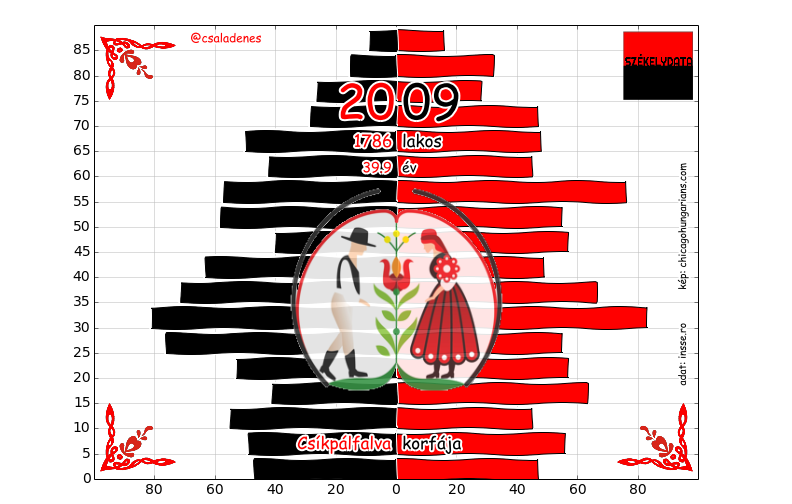 @csaladenes
SZÉKELYDATA
2009
1786 lakos
39.9 év
kép: chicagohungarians.com
adat: insse.ro
Csíkpálfalva korfája
85
80
75
70
65
60
55
50
45
40
35
30
25
20
15
10
5
0
80 60 40 20 0 20 40 60 80